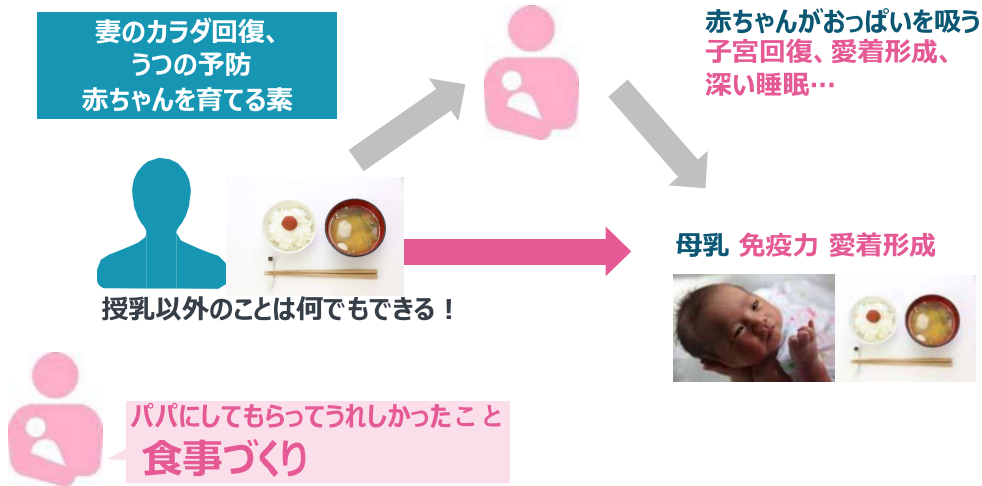 妻のカラダ回復、
うつの予防
赤ちゃんを育てる素
赤ちゃんがおっぱいを吸う
子宮回復、愛着形成、
深い睡眠…
母乳 免疫力 愛着形成
授乳以外のことは何でもできる！
パパにしてもらってうれしかったこと
食事づくり